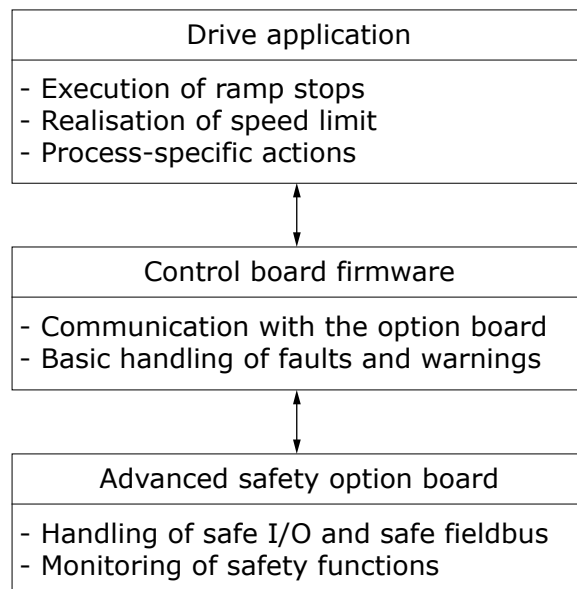 Drive application
- Execution of ramp stops
- Realisation of speed limit
- Process-specific actions
Control board firmware
- Communication with the option board
- Basic handling of faults and warnings
Advanced safety option board
- Handling of safe I/O and safe fieldbus
- Monitoring of safety functions